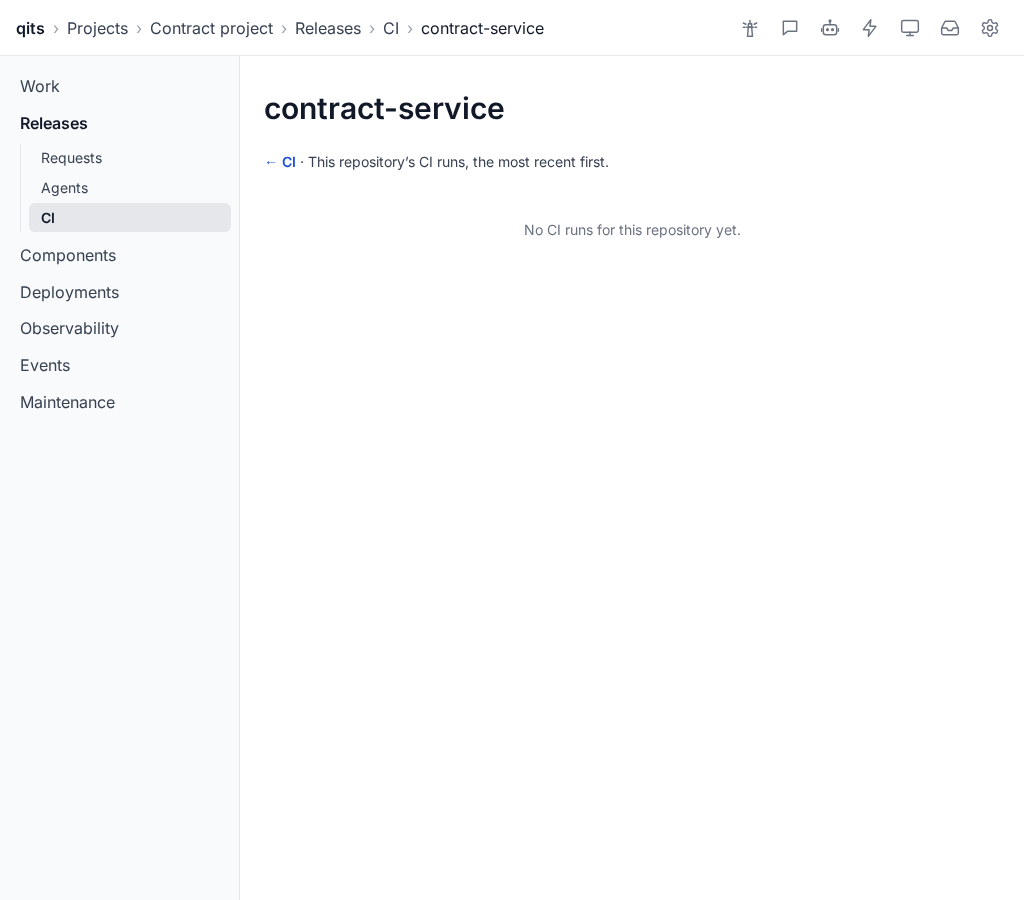 qits › Projects › Contract project › Releases › CI › contract-service
Work
Releases
Requests
Agents
CI
Components
Deployments
Observability
Events
Maintenance
contract-service
← CI · This repository’s CI runs, the most recent first.
No CI runs for this repository yet.